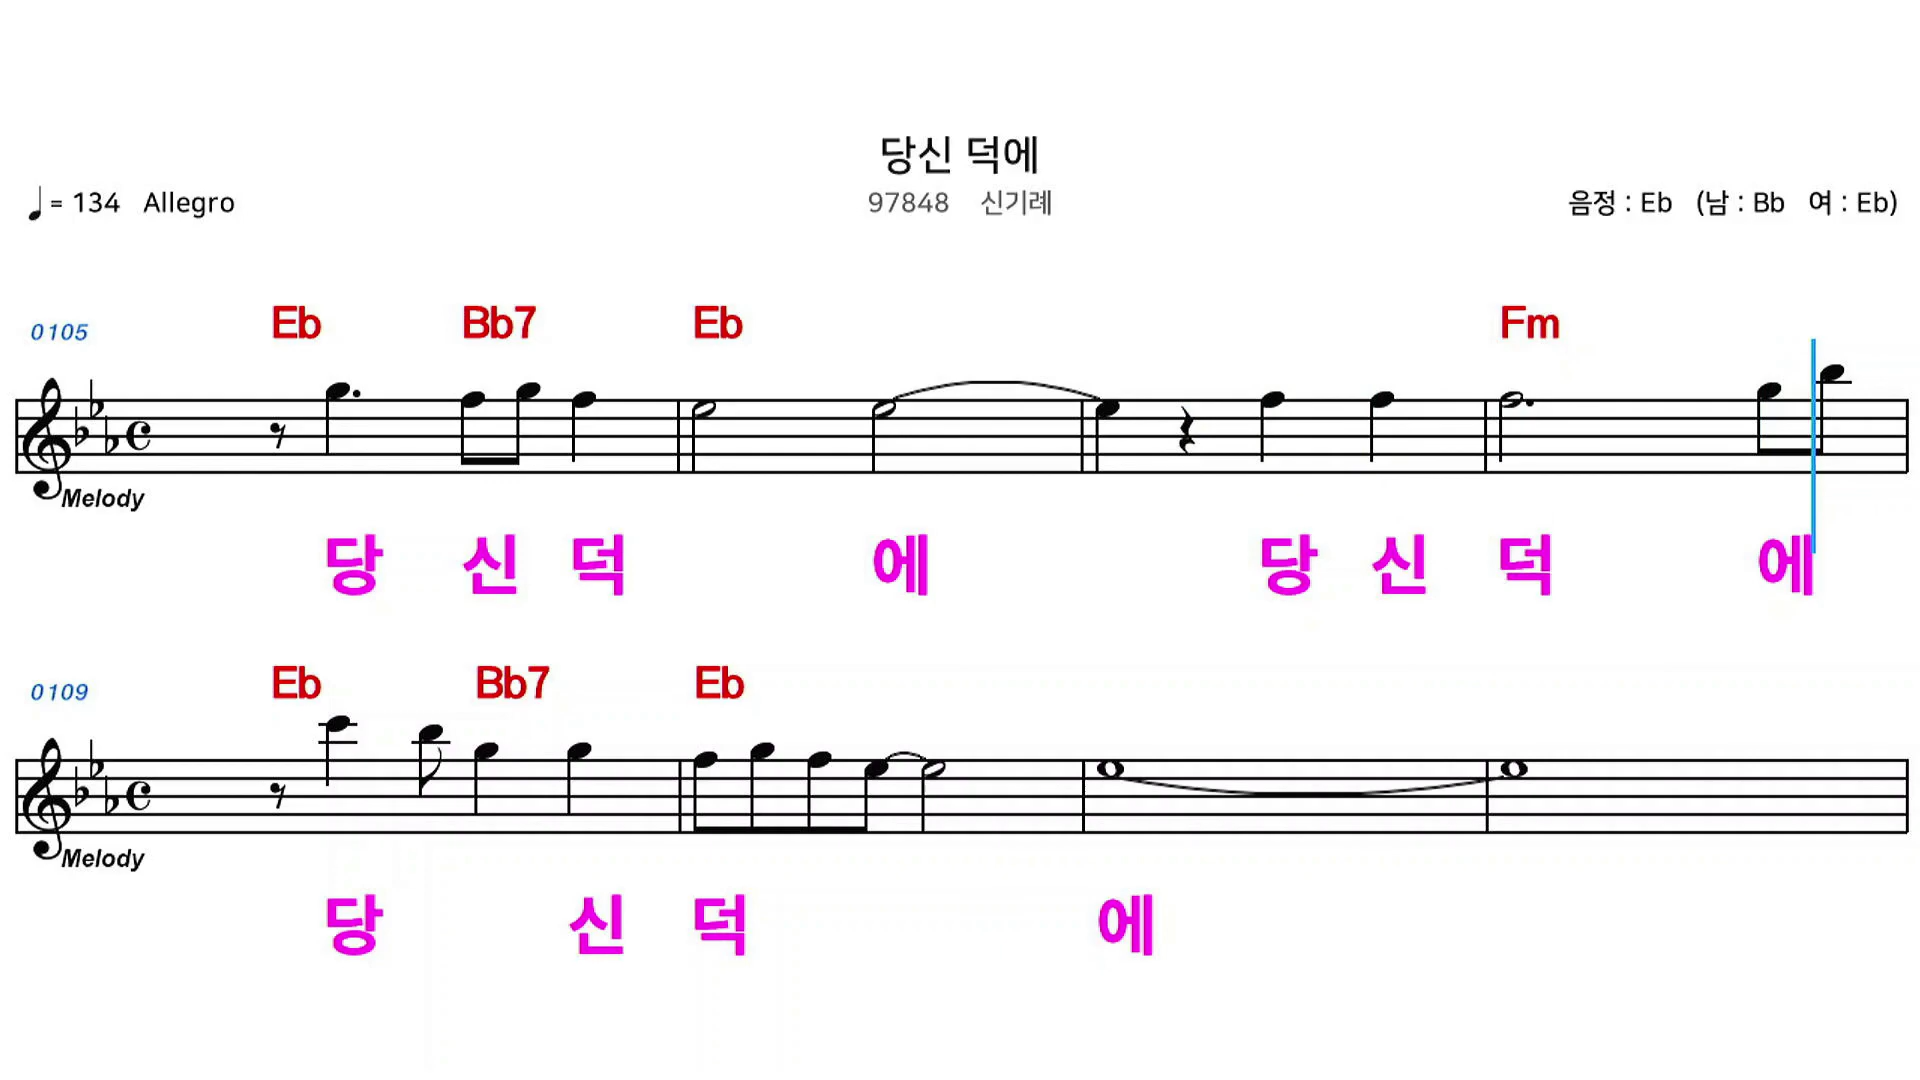 당신 덕에
♩= 134 Allegro 97848 신기례 음정 : Eb (남 : Bb 여 : Eb)
0105 Eb Bb7 Eb Fm
Melody
당 신 덕 에 당 신 덕 에
0109 Eb Bb7 Eb
Melody
당 신 덕 에